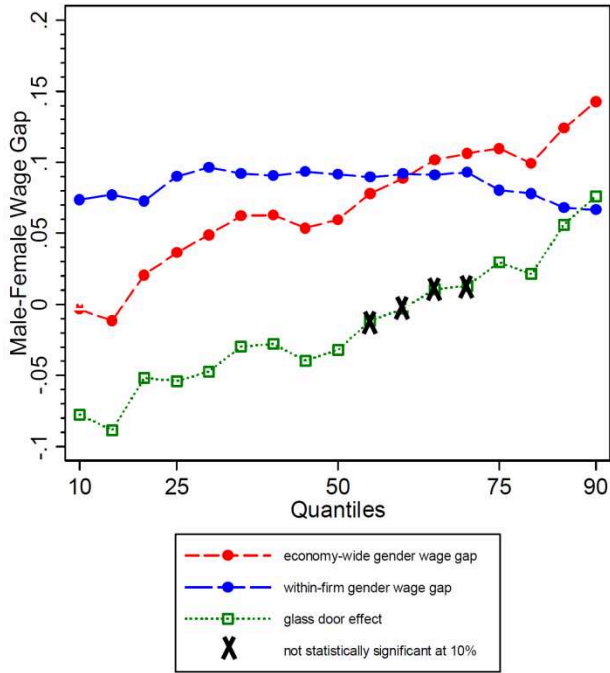 .2
.15
.1
.05
0
-.05
-.1
Male-Female Wage Gap
10 25 50 75 90
Quantiles
economy-wide gender wage gap
within-firm gender wage gap
glass door effect
not statistically significant at 10%